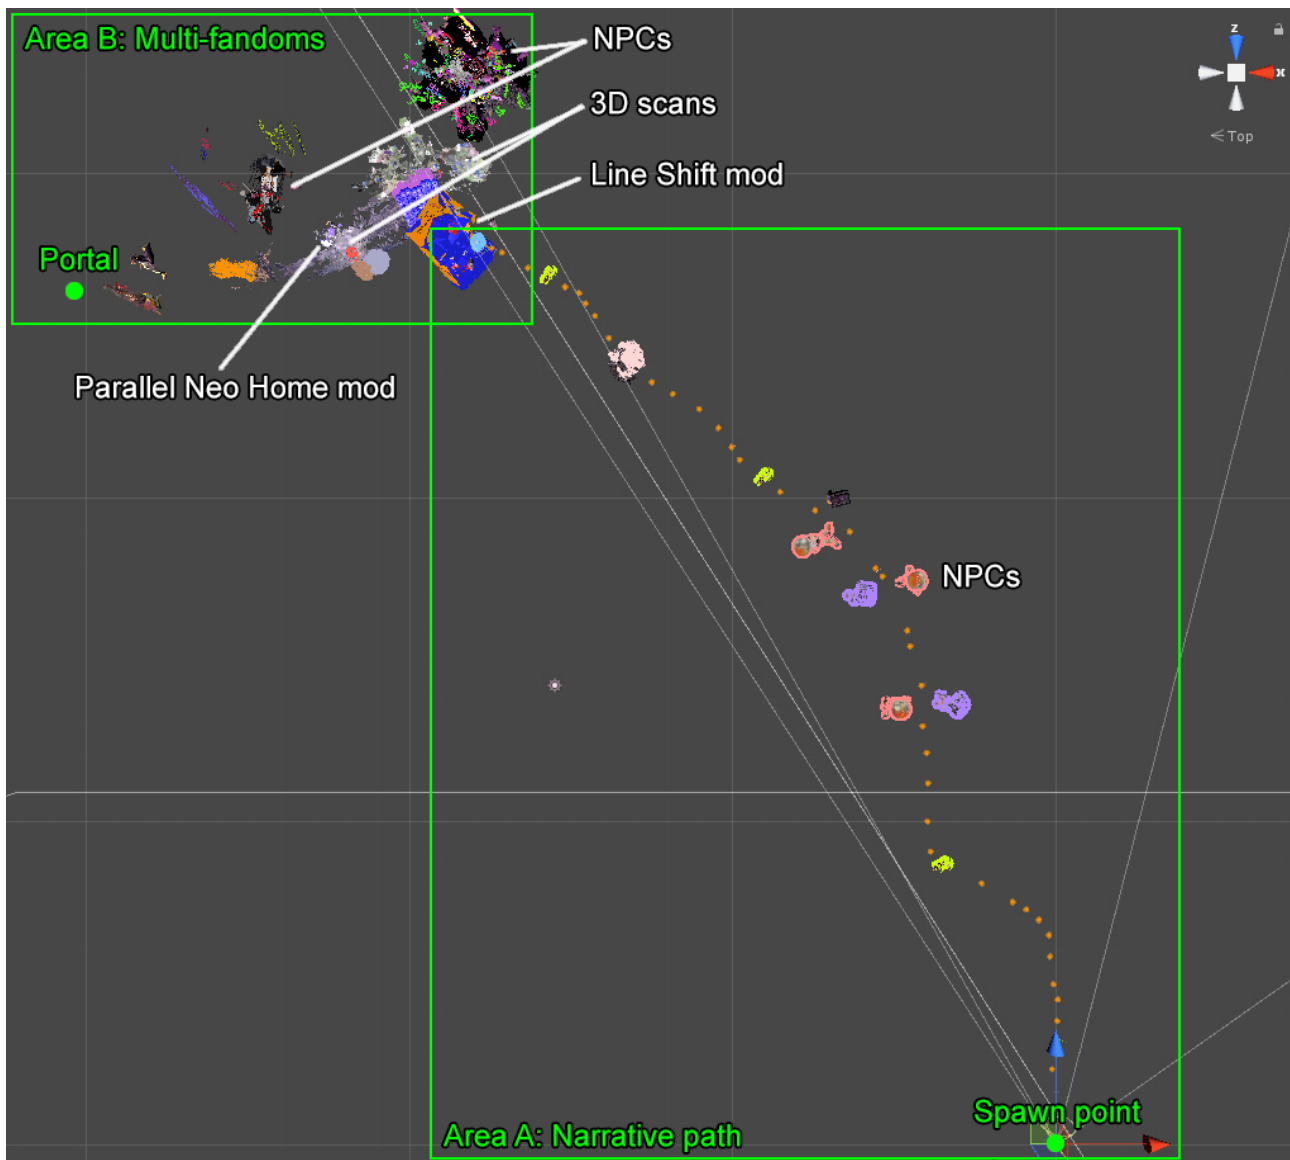 Area B: Multi-fandoms
NPCs
z
x
3D scans
Top
Line Shift mod
Portal
Parallel Neo Home mod
NPCs
Spawn point
Area A: Narrative path